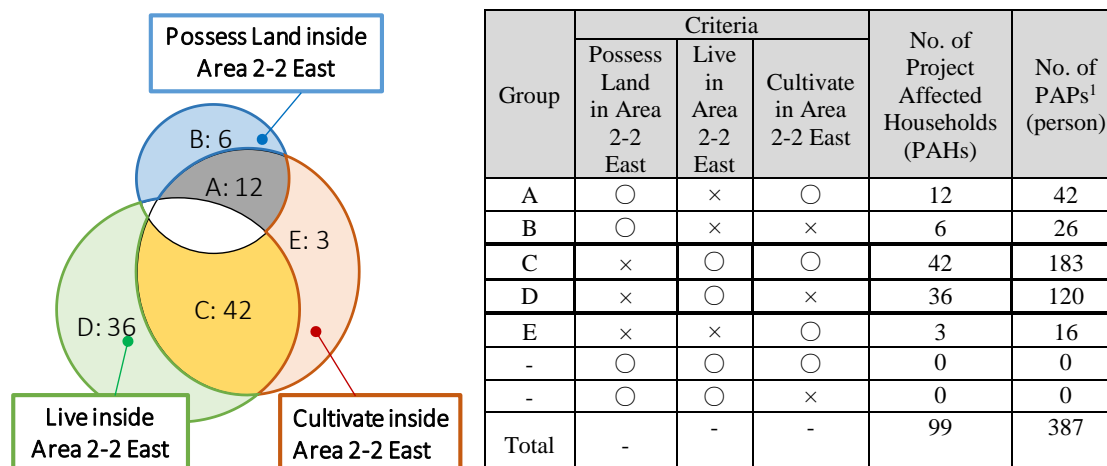 Possess Land inside
Area 2-2 East
B: 6
A: 12
E: 3
C: 42
D: 36
Live inside
Area 2-2 East
Cultivate inside
Area 2-2 East
Group
Criteria
Possess
Land
in Area
2-2
East
Live
in
Area
2-2
East
Cultivate
in Area
2-2 East
No. of
Project
Affected
Households
(PAHs)
No. of
PAPs¹
(person)
A ○ × ○ 12 42
B ○ × × 6 26
C × ○ ○ 42 183
D × ○ × 36 120
E × × ○ 3 16
- ○ ○ ○ 0 0
- ○ ○ × 0 0
Total - - - 99 387